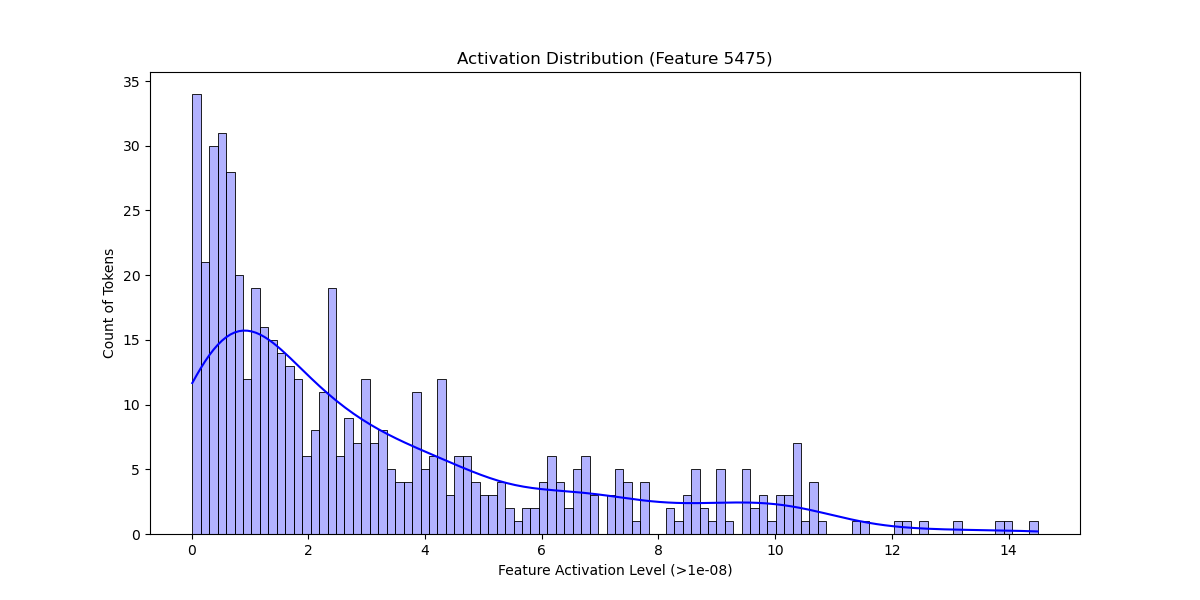 Activation Distribution (Feature 5475)
35
30
25
20
15
10
5
0
Count of Tokens
0 2 4 6 8 10 12 14
Feature Activation Level (>1e-08)